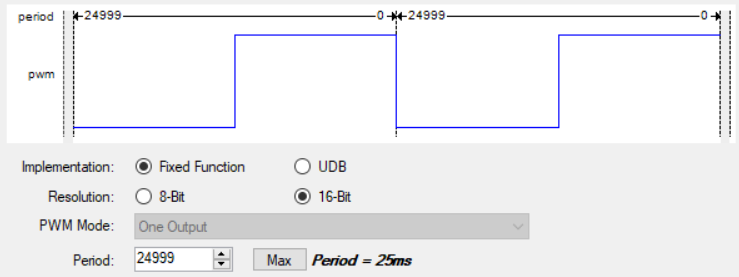 period 24999 0 24999 0
pwm
Implementation: Fixed Function UDB
Resolution: 8-Bit 16-Bit
PWM Mode: One Output
Period: 24999 Max Period = 25ms